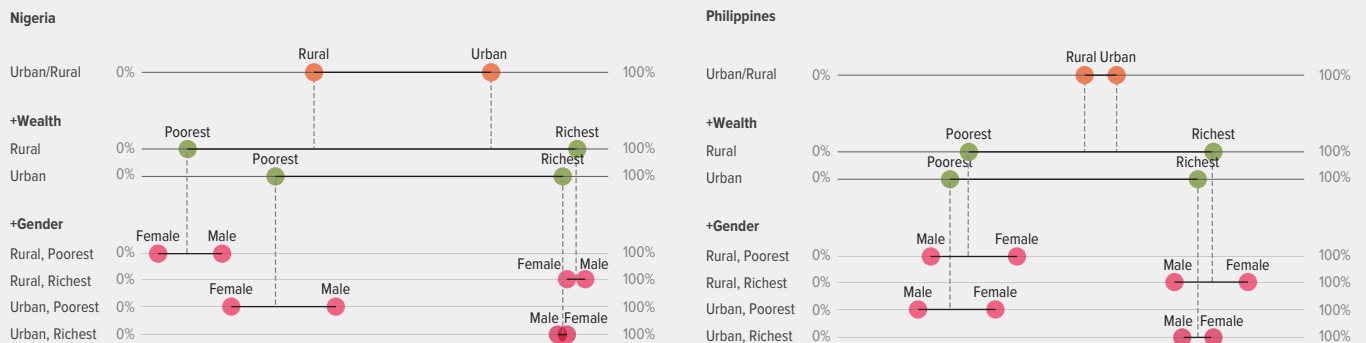 Nigeria
Rural Urban
Urban/Rural 0% 100%
+Wealth
Poorest Richest
Rural 0% 100%
Poorest Richest
Urban 0% 100%
+Gender
Female Male
Rural, Poorest 0% 100%
Female Male
Rural, Richest 0% 100%
Female Male
Urban, Poorest 0% 100%
Male Female
Urban, Richest 0% 100%
Philippines
Rural Urban
Urban/Rural 0% 100%
+Wealth
Poorest Richest
Rural 0% 100%
Poorest Richest
Urban 0% 100%
+Gender
Male Female
Rural, Poorest 0% 100%
Male Female
Rural, Richest 0% 100%
Male Female
Urban, Poorest 0% 100%
Male Female
Urban, Richest 0% 100%